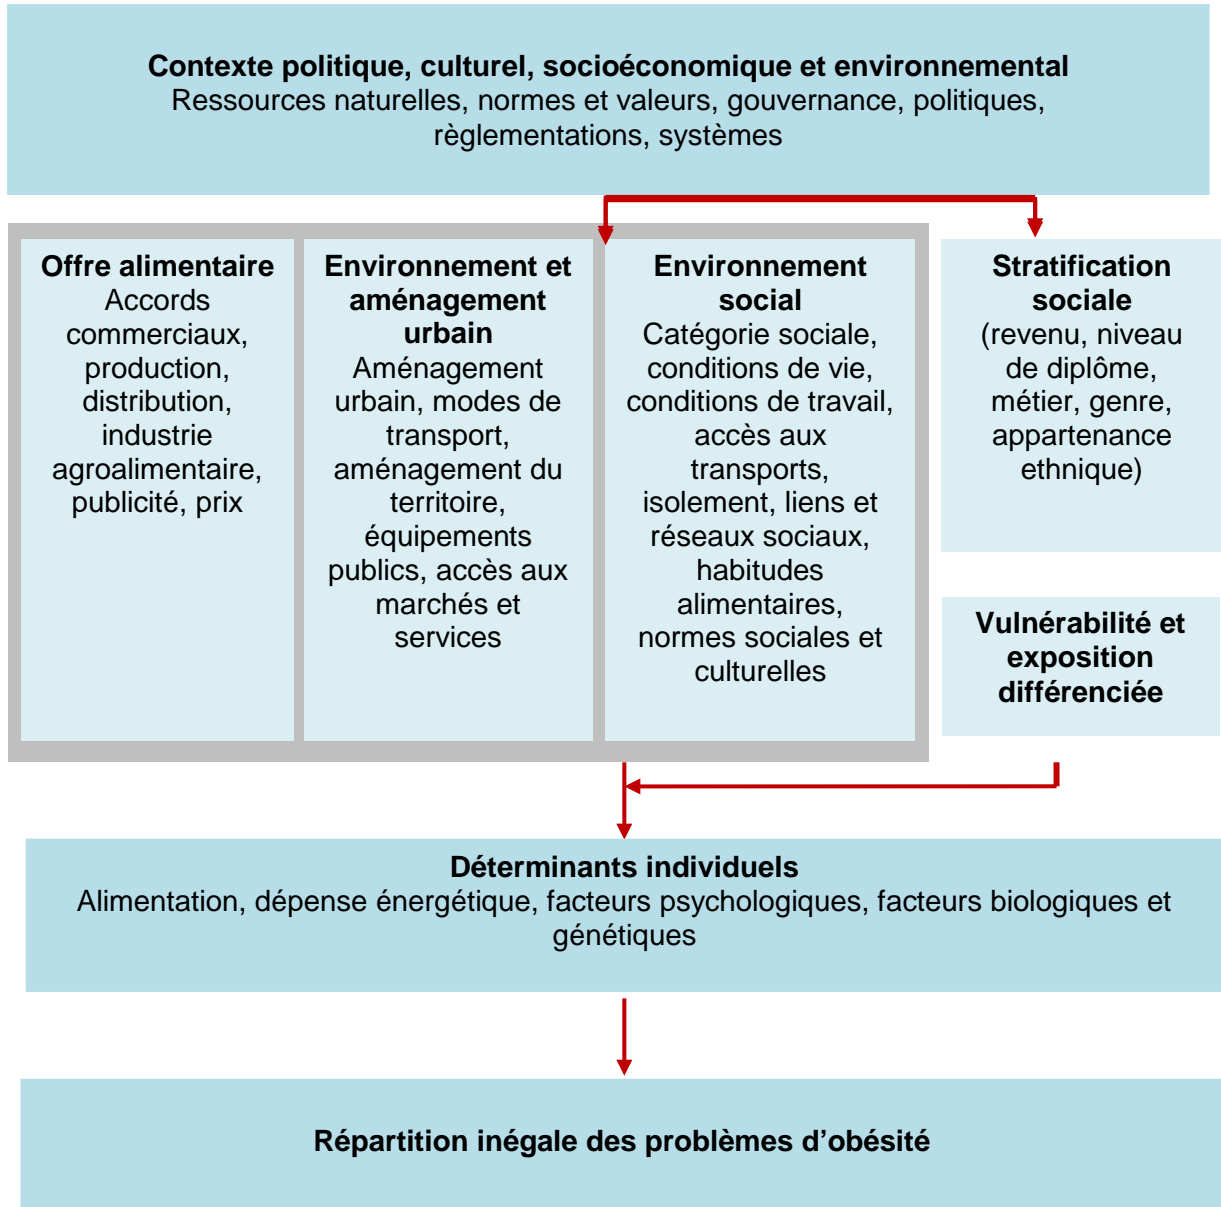 Contexte politique, culturel, socioéconomique et environnemental
Ressources naturelles, normes et valeurs, gouvernance, politiques,
règlementations, systèmes
Offre alimentaire
Accords
commerciaux,
production,
distribution,
industrie
agroalimentaire,
publicité, prix
Environnement et
aménagement
urbain
Aménagement
urbain, modes de
transport,
aménagement du
territoire,
équipements
publics, accès aux
marchés et
services
Environnement
social
Catégorie sociale,
conditions de vie,
conditions de travail,
accès aux
transports,
isolement, liens et
réseaux sociaux,
habitudes
alimentaires,
normes sociales et
culturelles
Stratification
sociale
(revenu, niveau
de diplôme,
métier, genre,
appartenance
ethnique)
Vulnérabilité et
exposition
différenciée
Déterminants individuels
Alimentation, dépense énergétique, facteurs psychologiques, facteurs biologiques et
génétiques
Répartition inégale des problèmes d’obésité